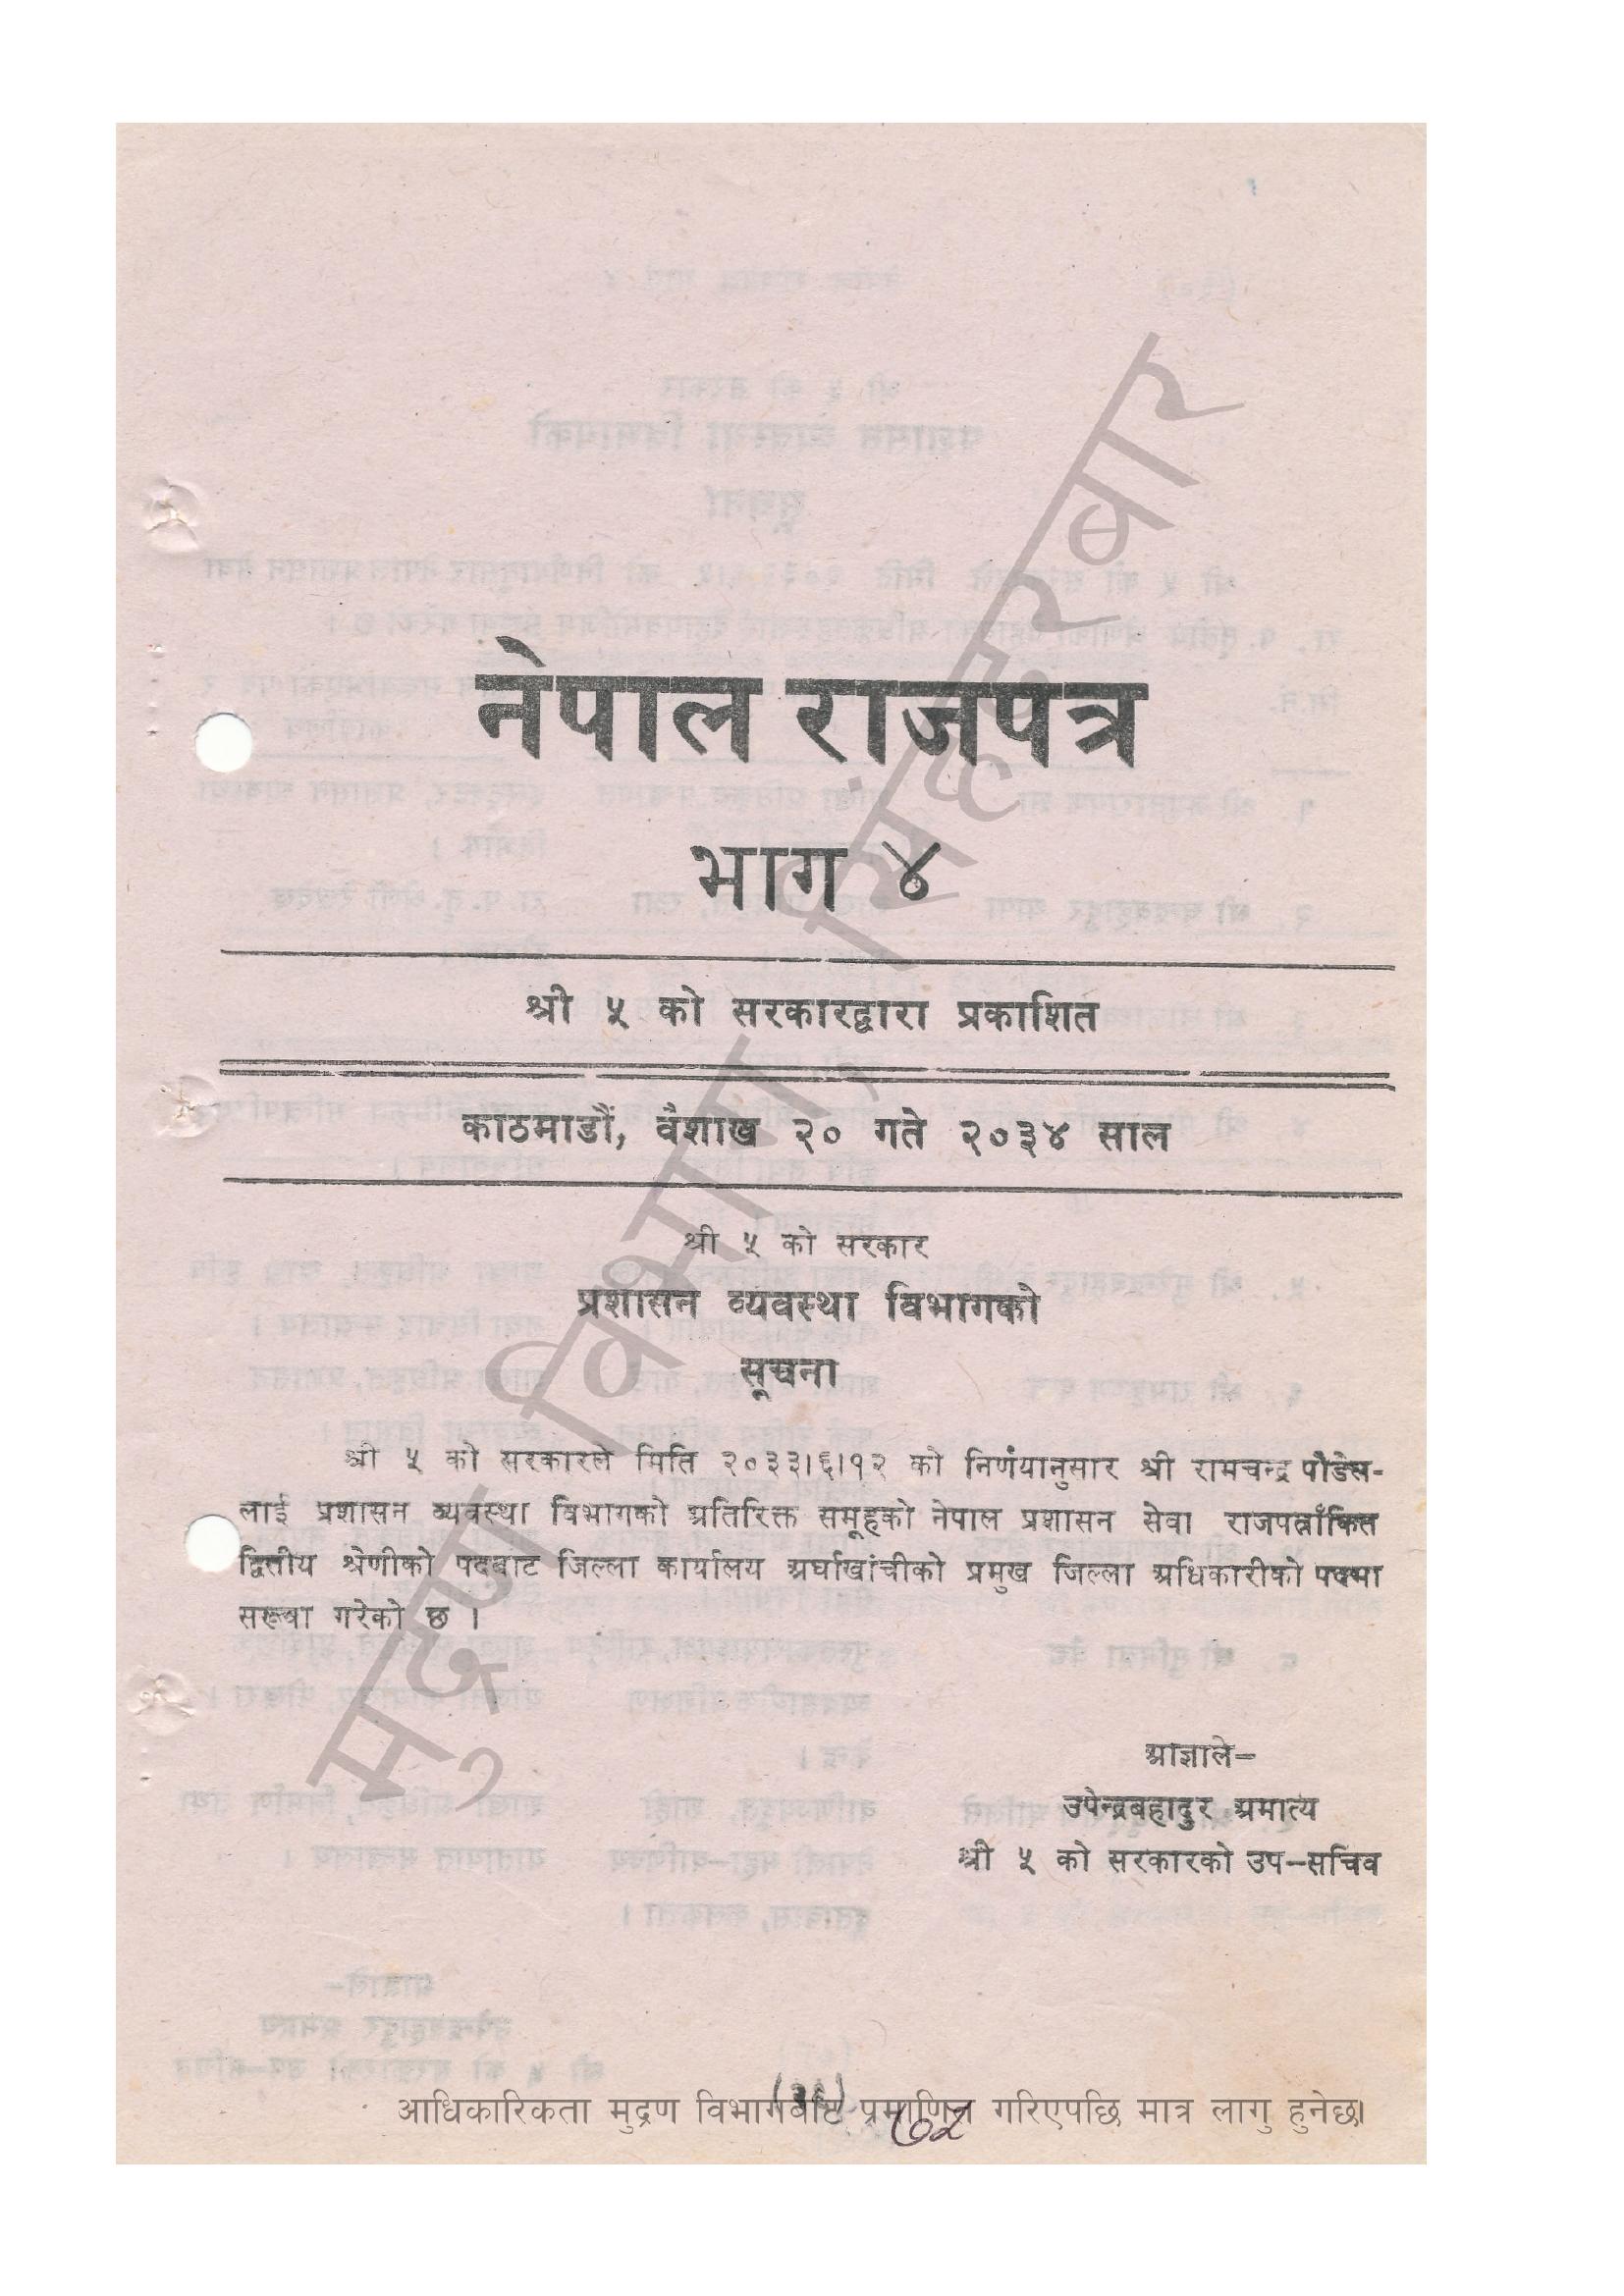 नेपाल राजपत्र
भाग ४
श्री ५ को सरकारद्वारा प्रकाशित
काठमाडौं, वैशाख २० गते २०३४ साल
श्री ५ को सरकार
प्रशासन व्यवस्था विभागको
सूचना
श्री ५ को सरकारले मिति २०३३।६।१२ को निर्णयानुसार श्री रामचन्द्र पौडेल-
लाई प्रशासन व्यवस्था विभागको अतिरिक्त समूहको नेपाल प्रशासन सेवा राजपत्राँकित
द्वितीय श्रेणीको पदबाट जिल्ला कार्यालय अर्घाखांचीको प्रमुख जिल्ला अधिकारीको पदमा
सरूवा गरेको छ ।
आज्ञाले–
उपेन्द्रबहादुर अमात्य
श्री ५ को सरकारको उप–सचिव
मुद्रण विभाग, सिंहदरवार
आधिकारिकता मुद्रण विभागबाट प्रमाणित गरिएपछि मात्र लागु हुनेछ।